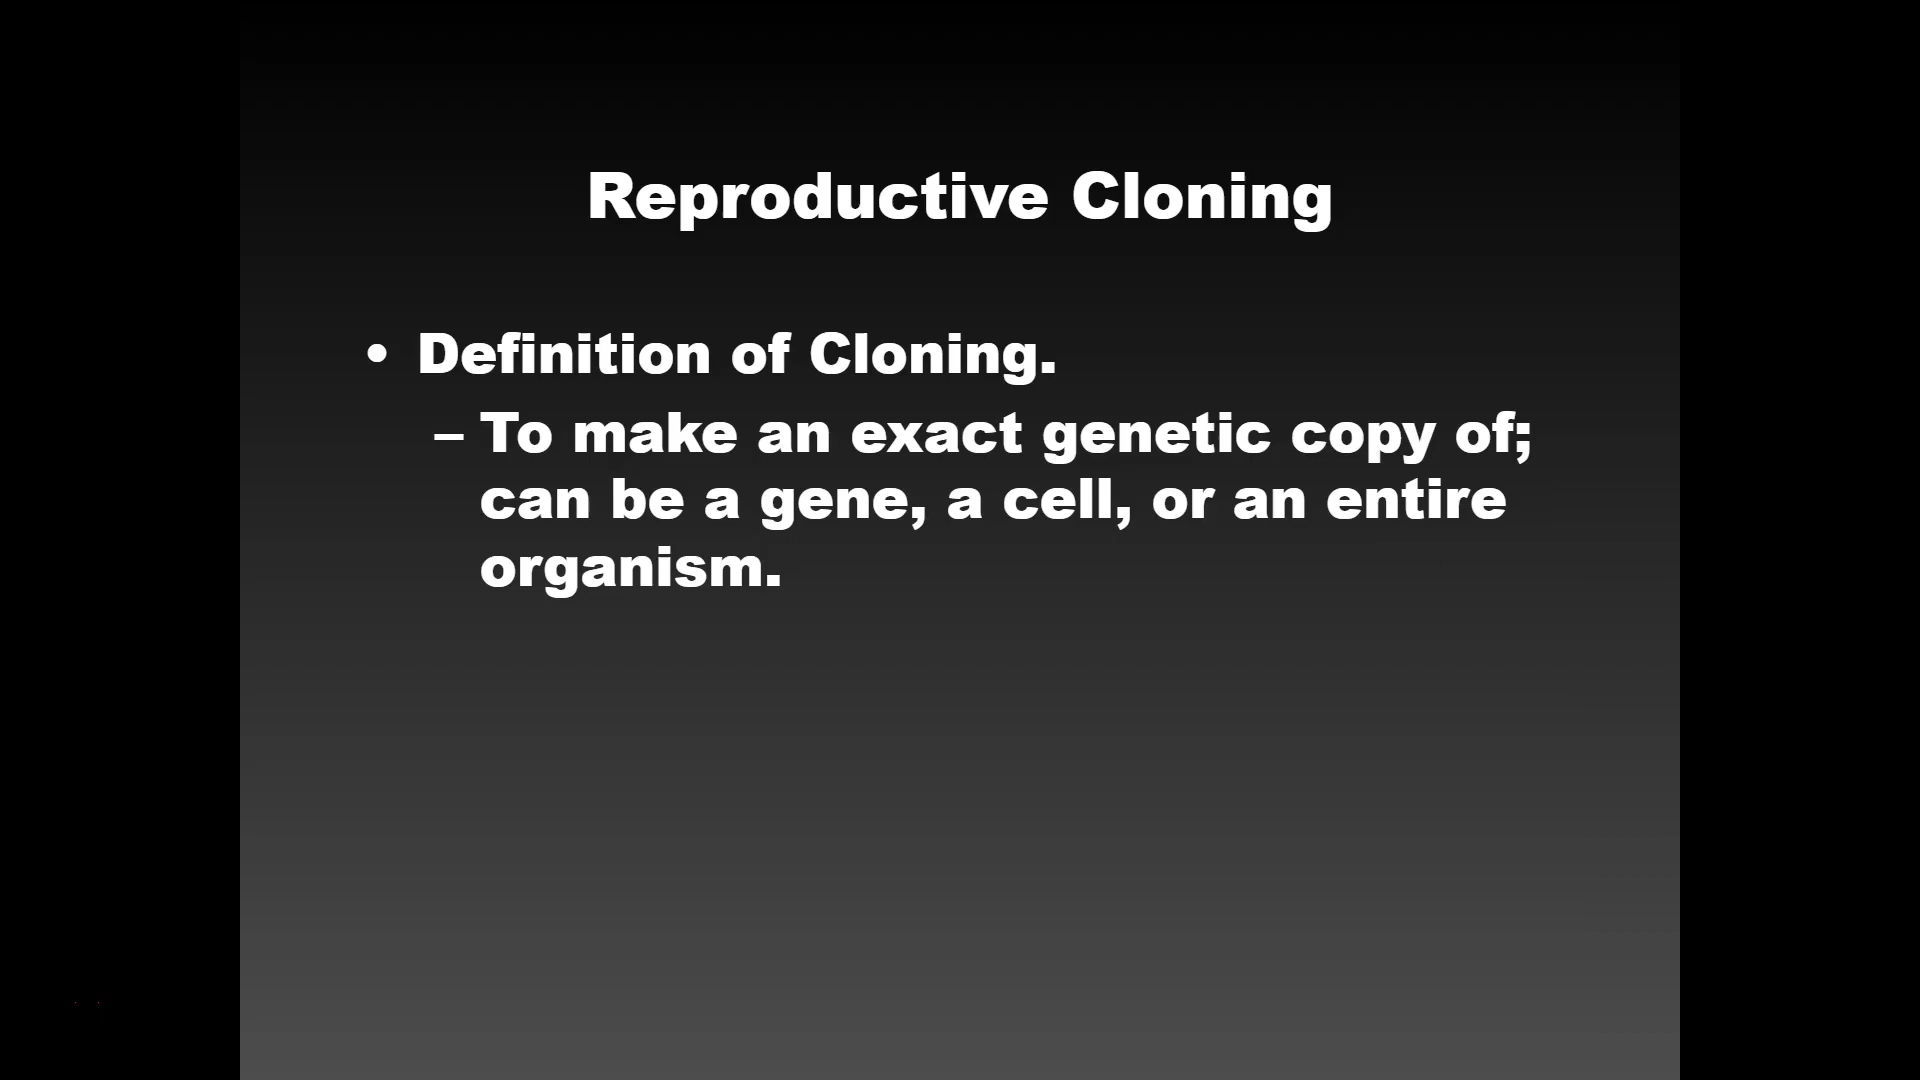 Reproductive Cloning
• Definition of Cloning.
– To make an exact genetic copy of;
can be a gene, a cell, or an entire
organism.